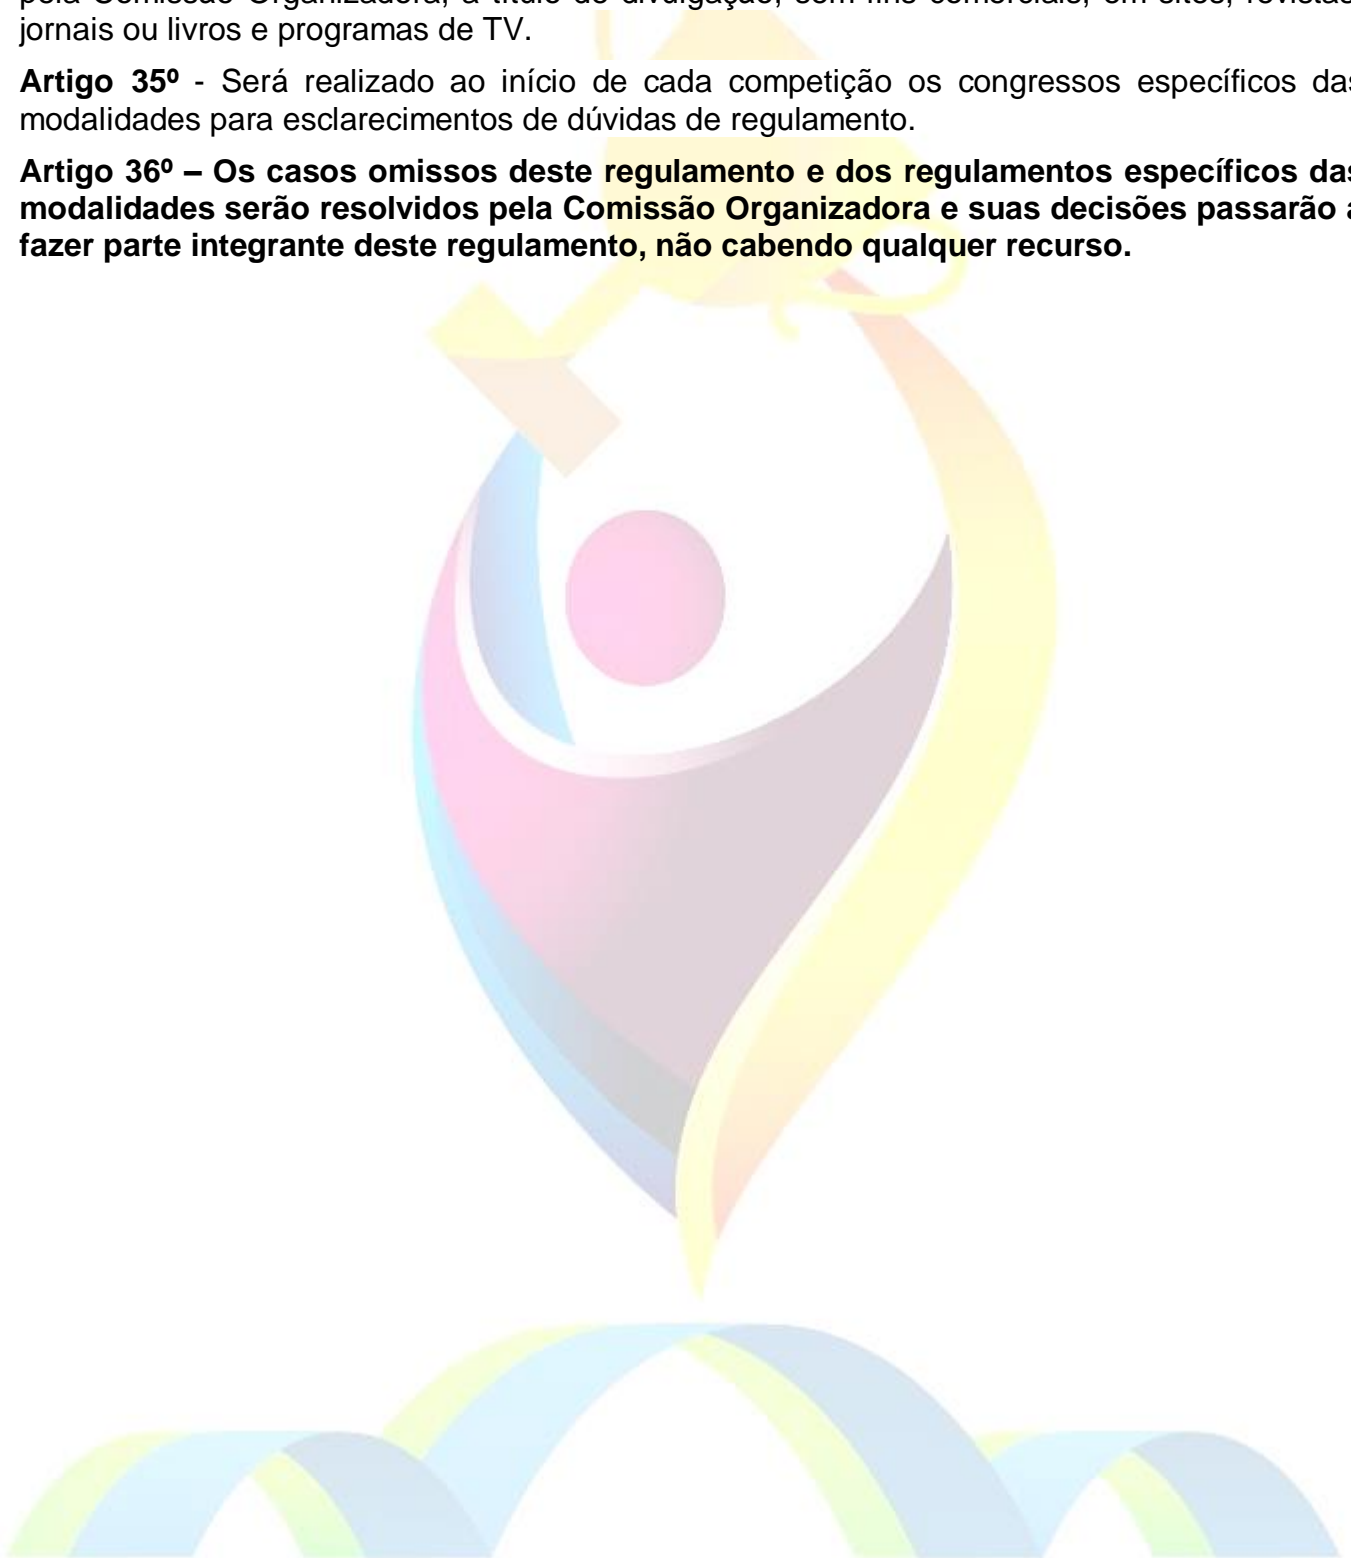 pela Comissão Organizadora, a título de divulgação, sem fins comerciais, em sites, revistas,
jornais ou livros e programas de TV.
Artigo 35º - Será realizado ao início de cada competição os congressos específicos das
modalidades para esclarecimentos de dúvidas de regulamento.
Artigo 36º – Os casos omissos deste regulamento e dos regulamentos específicos das
modalidades serão resolvidos pela Comissão Organizadora e suas decisões passarão a
fazer parte integrante deste regulamento, não cabendo qualquer recurso.